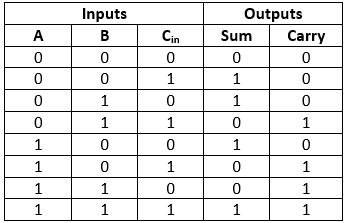 Inputs Outputs
A B Cin Sum Carry
0 0 0 0 0
0 0 1 1 0
0 1 0 1 0
0 1 1 0 1
1 0 0 1 0
1 0 1 0 1
1 1 0 0 1
1 1 1 1 1